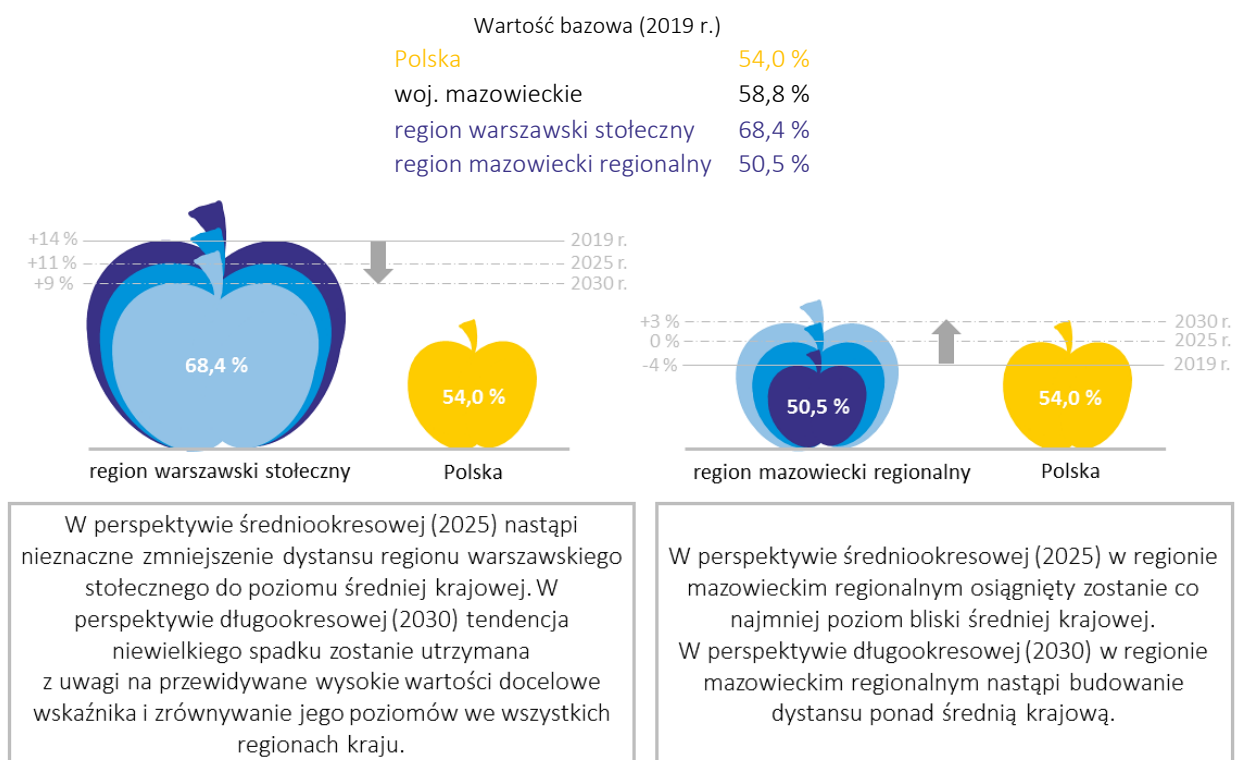 Wartość bazowa (2019 r.)
Polska 54,0 %
woj. mazowieckie 58,8 %
region warszawski stołeczny 68,4 %
region mazowiecki regionalny 50,5 %
+14 % 2019 r.
+11 % 2025 r.
+9 % 2030 r.
68,4 %
54,0 %
region warszawski stołeczny
Polska
+3 % 2030 r.
0 % 2025 r.
-4 % 2019 r.
50,5 %
54,0 %
region mazowiecki regionalny
Polska
W perspektywie średniookresowej (2025) nastąpi
nieznaczne zmniejszenie dystansu regionu warszawskiego
stołecznego do poziomu średniej krajowej. W
perspektywie długookresowej (2030) tendencja
niewielkiego spadku zostanie utrzymana
z uwagi na przewidywane wysokie wartości docelowe
wskaźnika i zrównywanie jego poziomów we wszystkich
regionach kraju.
W perspektywie średniookresowej (2025) w regionie
mazowieckim regionalnym osiągnięty zostanie co
najmniej poziom bliski średniej krajowej.
W perspektywie długookresowej (2030) w regionie
mazowieckim regionalnym nastąpi budowanie
dystansu ponad średnią krajową.